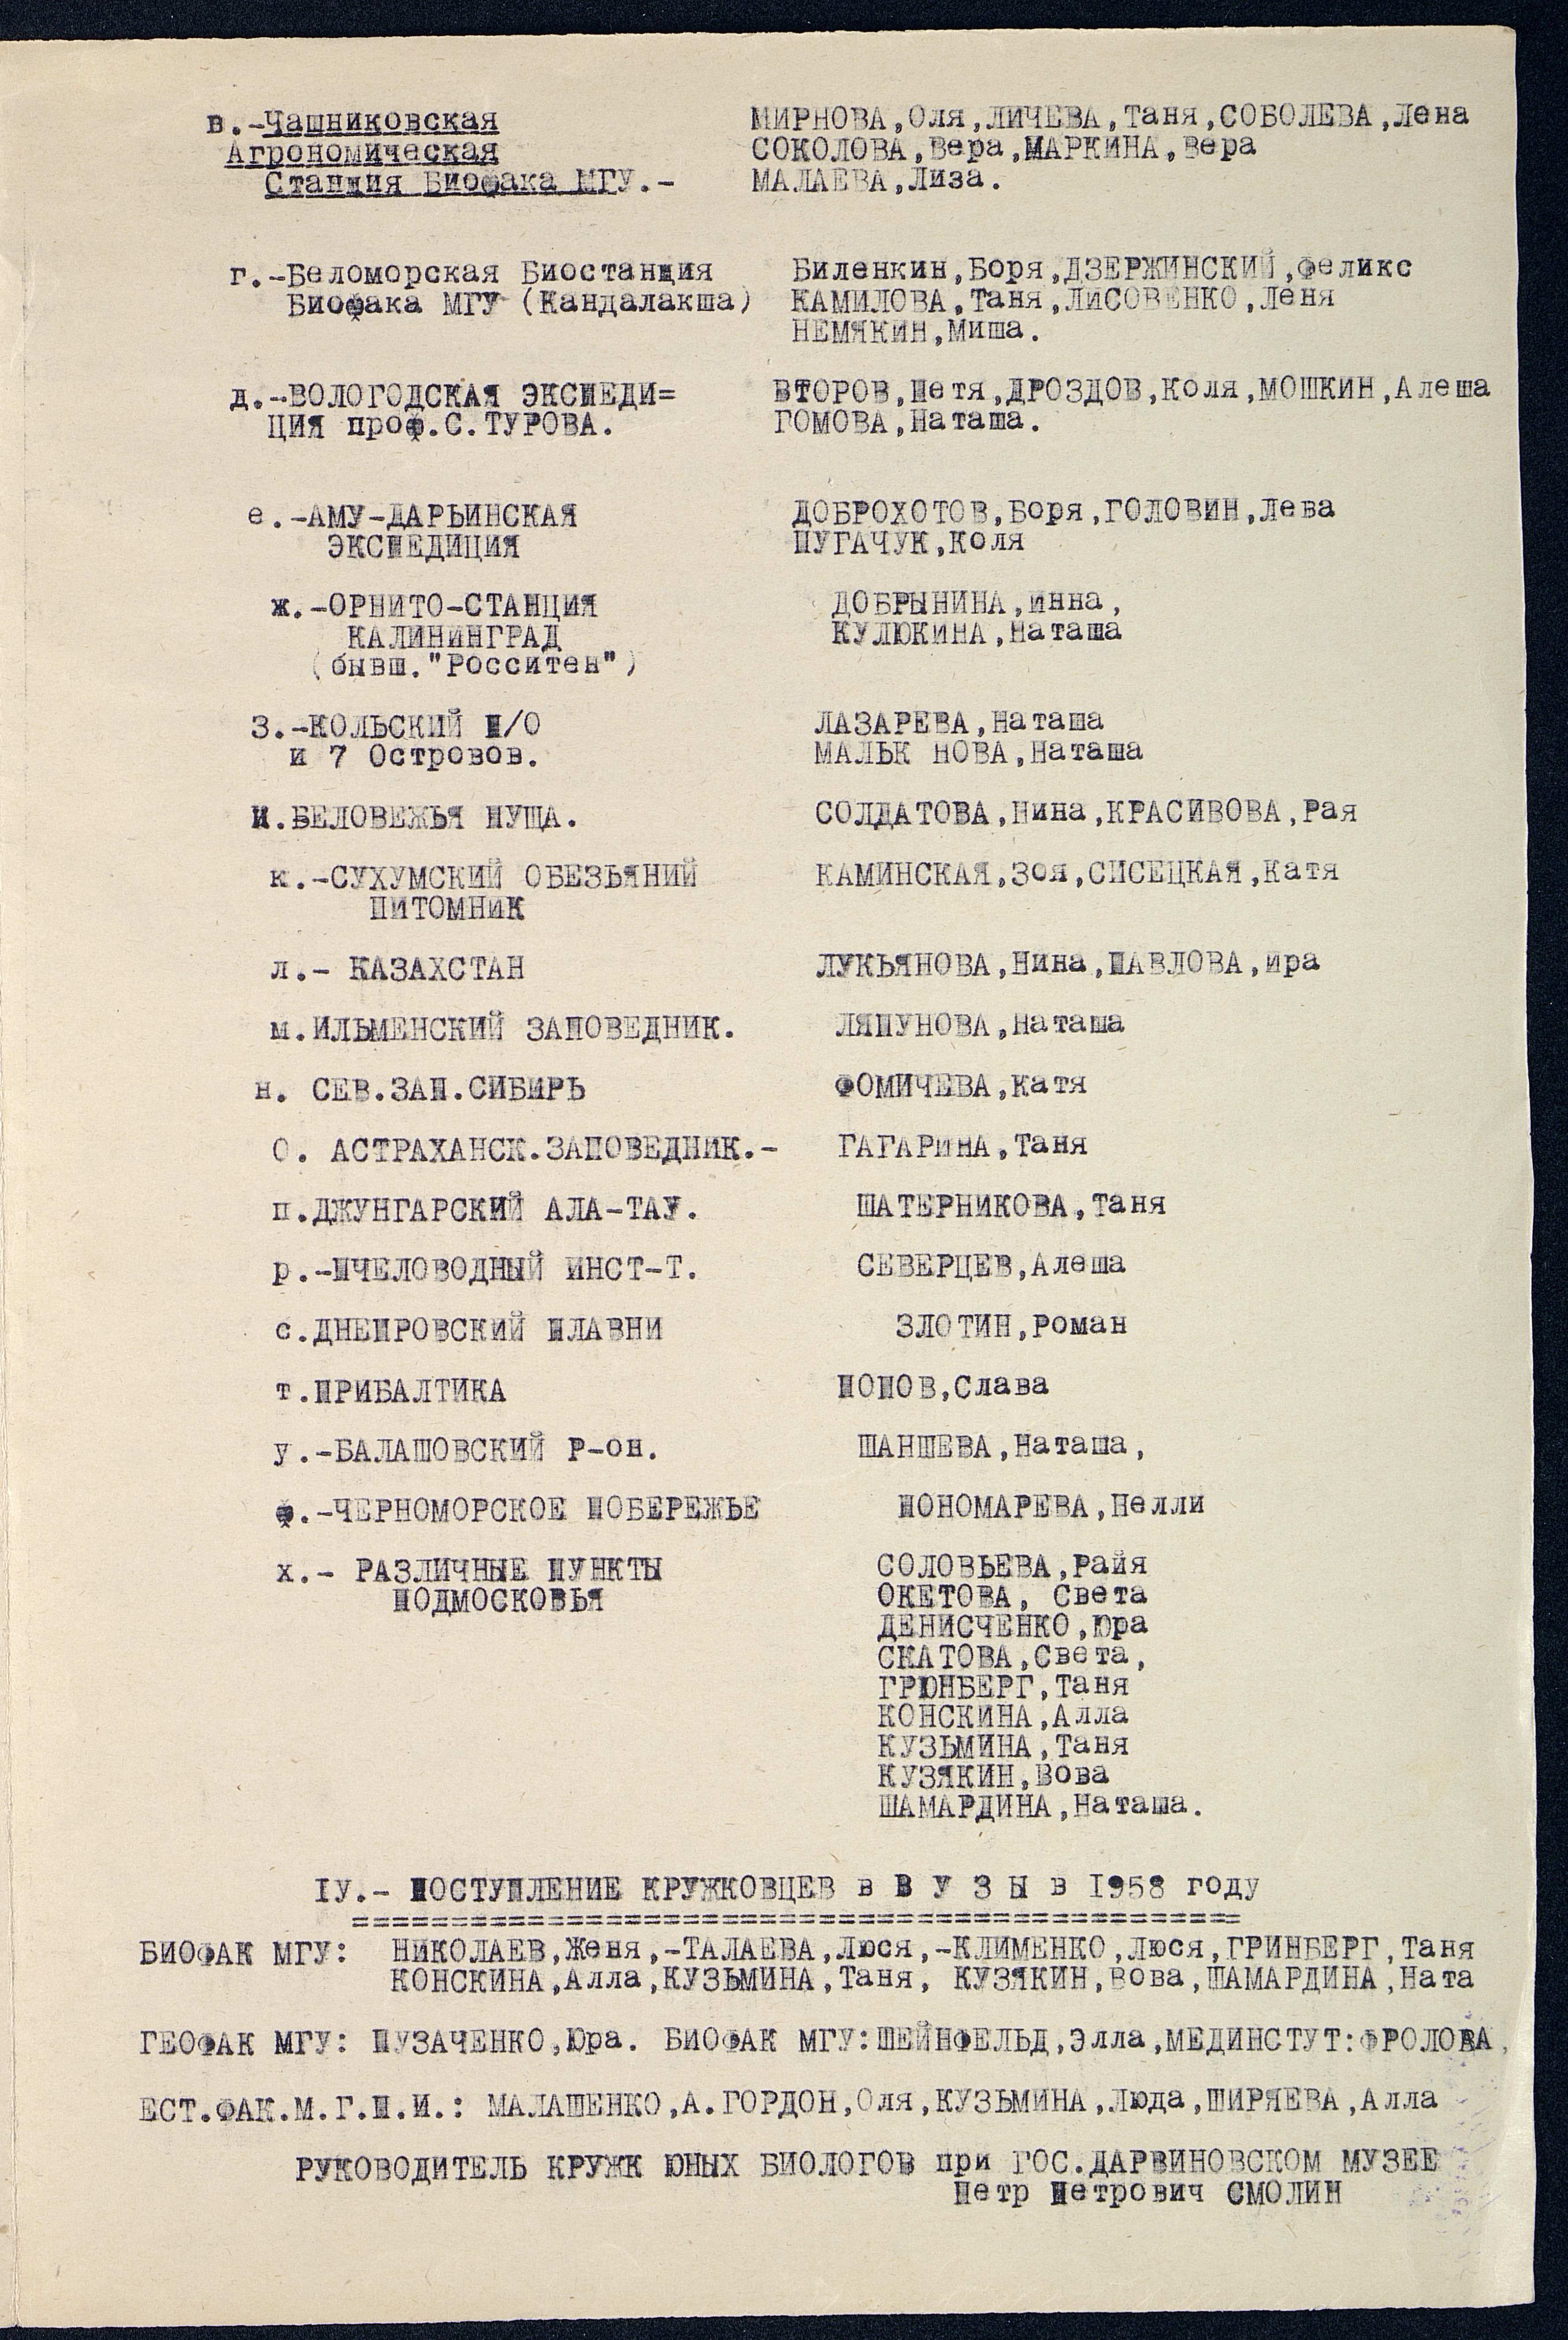 в.-Чашниковская МИРНОВА,Оля,ЛИЧЕВА,Таня,СОБОЛЕВА,Лена
Агрономическая СОКОЛОВА,Вера,МАРКИНА,Вера
Станция Биофака МГУ.- МАЛАЕВА,Лиза.
г.-Беломорская Биостанция Биленкин,Боря,ДЗЕРЖИНСКИЙ,Феликс
Биофака МГУ (Кандалакша) КАМИЛОВА,Таня,ЛИСОВЕНКО,Леня
НЕМЯКИН,Миша.
д.-ВОЛОГОДСКАЯ ЭКСПЕДИ= ВТОРОВ,Петя,ДРОЗДОВ,Коля,МОШКИН,Алеша
ЦИЯ проф.С.ТУРОВА. ГОМОВА,Наташа.
е.-АМУ-ДАРЬИНСКАЯ ДОБРОХОТОВ,Боря,ГОЛОВИН,Лева
ЭКСПЕДИЦИЯ ПУГАЧУК,Коля
ж.-ОРНИТО-СТАНЦИЯ ДОБРЫНИНА,Инна,
КАЛИНИНГРАД КУЛЮКИНА,Наташа
(бывш."Росситен")
З.-КОЛЬСКИЙ П/О ЛАЗАРЕВА,Наташа
и 7 Островов. МАЛЬК НОВА,Наташа
И.БЕЛОВЕЖЬЯ ПУЩА. СОЛДАТОВА,Нина,КРАСИВОВА,Рая
к.-СУХУМСКИЙ ОБЕЗЬЯНИЙ КАМИНСКАЯ,Зоя,СИСЕЦКАЯ,Катя
ПИТОМНИК
л.- КАЗАХСТАН ЛУКЬЯНОВА,Нина,ПАВЛОВА,Ира
м.ИЛЬМЕНСКИЙ ЗАПОВЕДНИК. ЛЯПУНОВА,Наташа
н. СЕВ.ЗАП.СИБИРЬ ФОМИЧЕВА,Катя
О. АСТРАХАНСК.ЗАПОВЕДНИК.- ГАГАРИНА,Таня
п.ДЖУНГАРСКИЙ АЛА-ТАУ. ШАТЕРНИКОВА,Таня
р.-ПЧЕЛОВОДНЫЙ ИНСТ-Т. СЕВЕРЦЕВ,Алеша
с.ДНЕПРОВСКИЙ ПЛАВНИ ЗЛОТИН,Роман
т.ПРИБАЛТИКА ПОПОВ,Слава
у.-БАЛАШОВСКИЙ Р-он. ШАНШЕВА,Наташа,
ф.-ЧЕРНОМОРСКОЕ ПОБЕРЕЖЬЕ ПОНОМАРЕВА,Нелли
х.- РАЗЛИЧНЫЕ ПУНКТЫ СОЛОВЬЕВА,Райя
ПОДМОСКОВЬЯ ОКЕТОВА, Света
ДЕНИСЧЕНКО,Юра
СКАТОВА,Света,
ГРЮНБЕРГ,Таня
КОНСКИНА,Алла
КУЗЬМИНА,Таня
КУЗЯКИН,Вова
ШАМАРДИНА,Наташа.
IУ.- ПОСТУПЛЕНИЕ КРУЖКОВЦЕВ в В У З Ы в 1958 году
БИОФАК МГУ: НИКОЛАЕВ,Женя,-ТАЛАЕВА,Люся,-КЛИМЕНКО,Люся,ГРИНБЕРГ,Таня
КОНСКИНА,Алла,КУЗЬМИНА,Таня, КУЗЯКИН,Вова,ШАМАРДИНА,Ната
ГЕОФАК МГУ: ПУЗАЧЕНКО,Юра. БИОФАК МГУ:ШЕЙНФЕЛЬД,Элла,МЕДИНСТУТ:ФРОЛОВА,
ЕСТ.ФАК.М.Г.П.И.: МАЛАШЕНКО,А.ГОРДОН,Оля,КУЗЬМИНА,Люда,ШИРЯЕВА,Алла
РУКОВОДИТЕЛЬ КРУЖК ЮНЫХ БИОЛОГОВ при ГОС.ДАРВИНОВСКОМ МУЗЕЕ
Петр Петрович СМОЛИН